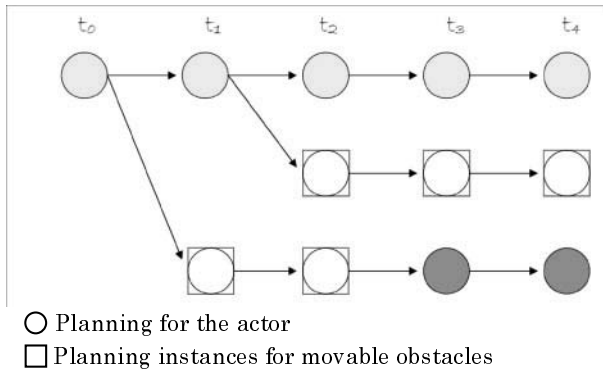 t₀ t₁ t₂ t₃ t₄
Planning for the actor
Planning instances for movable obstacles